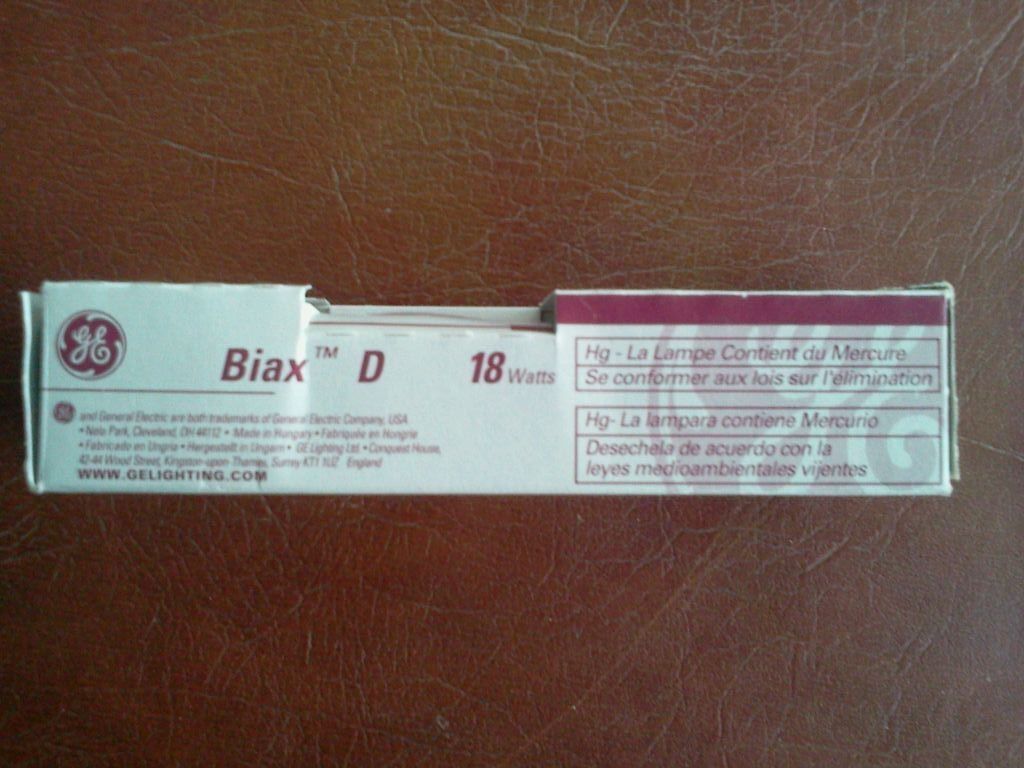 GE
Biax™ D 18 Watts
GE and General Electric are both trademarks of General Electric Company, USA
• Nela Park, Cleveland, OH 44112 • Made in Hungary • Fabriquée en Hongrie
• Fabricado en Ungria • Hergestellt in Ungarn • GE Lighting Ltd. • Conquest House,
42-44 Wood Street, Kingston-upon Thames, Surrey KT1 1UZ England
WWW.GELIGHTING.COM
Hg - La Lampe Contient du Mercure
Se conformer aux lois sur l'élimination
Hg- La lampara contiene Mercurio
Desechela de acuerdo con la
leyes medioambientales vijentes